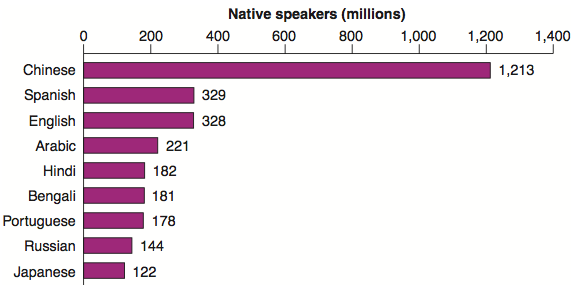 Native speakers (millions)
0 200 400 600 800 1,000 1,200 1,400
Chinese 1,213
Spanish 329
English 328
Arabic 221
Hindi 182
Bengali 181
Portuguese 178
Russian 144
Japanese 122